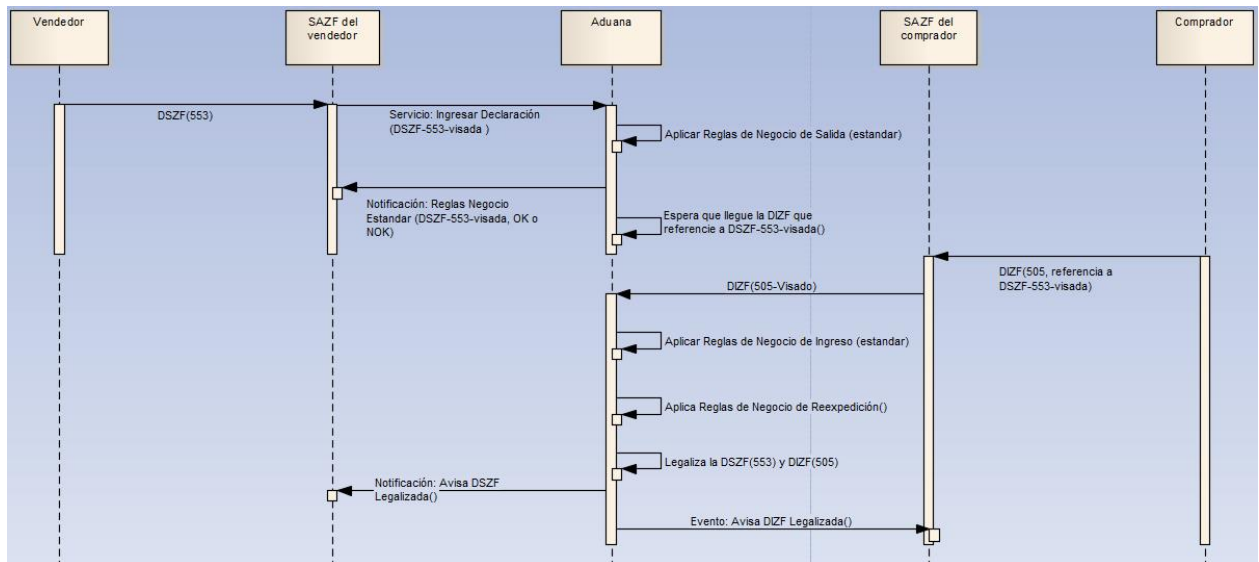 Vendedor
SAZF del
vendedor
Aduana
SAZF del
comprador
Comprador
DSZF(553)
Servicio: Ingresar Declaración
(DSZF-553-visada )
Aplicar Reglas de Negocio de Salida (estandar)
Notificación: Reglas Negocio
Estandar (DSZF-553-visada, OK o
NOK)
Espera que llegue la DIZF que
referencie a DSZF-553-visada()
DIZF(505, referencia a
DSZF-553-visada)
DIZF(505-Visado)
Aplicar Reglas de Negocio de Ingreso (estandar)
Aplica Reglas de Negocio de Reexpedición()
Legaliza la DSZF(553) y DIZF(505)
Notificación: Avisa DSZF
Legalizada()
Evento: Avisa DIZF Legalizada()